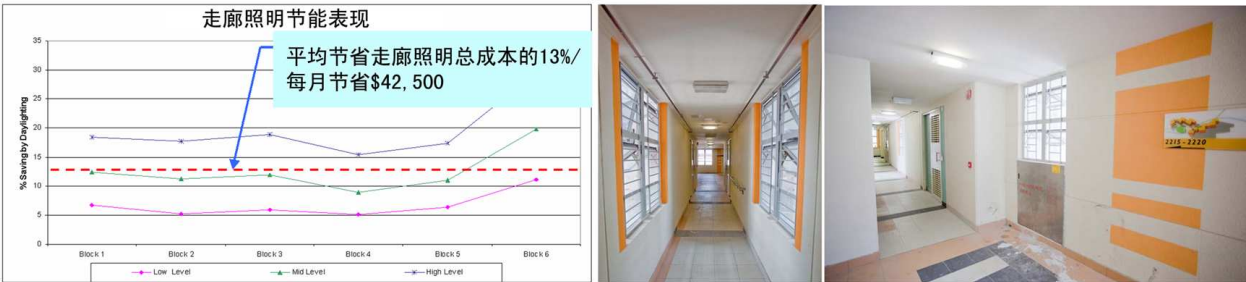 走廊照明节能表现
平均节省走廊照明总成本的13%/
每月节省$42,500
% Saving by Daylighting
35
30
25
20
15
10
5
0
Block 1 Block 2 Block 3 Block 4 Block 5 Block 6
Low Level Mid Level High Level
2215-2220